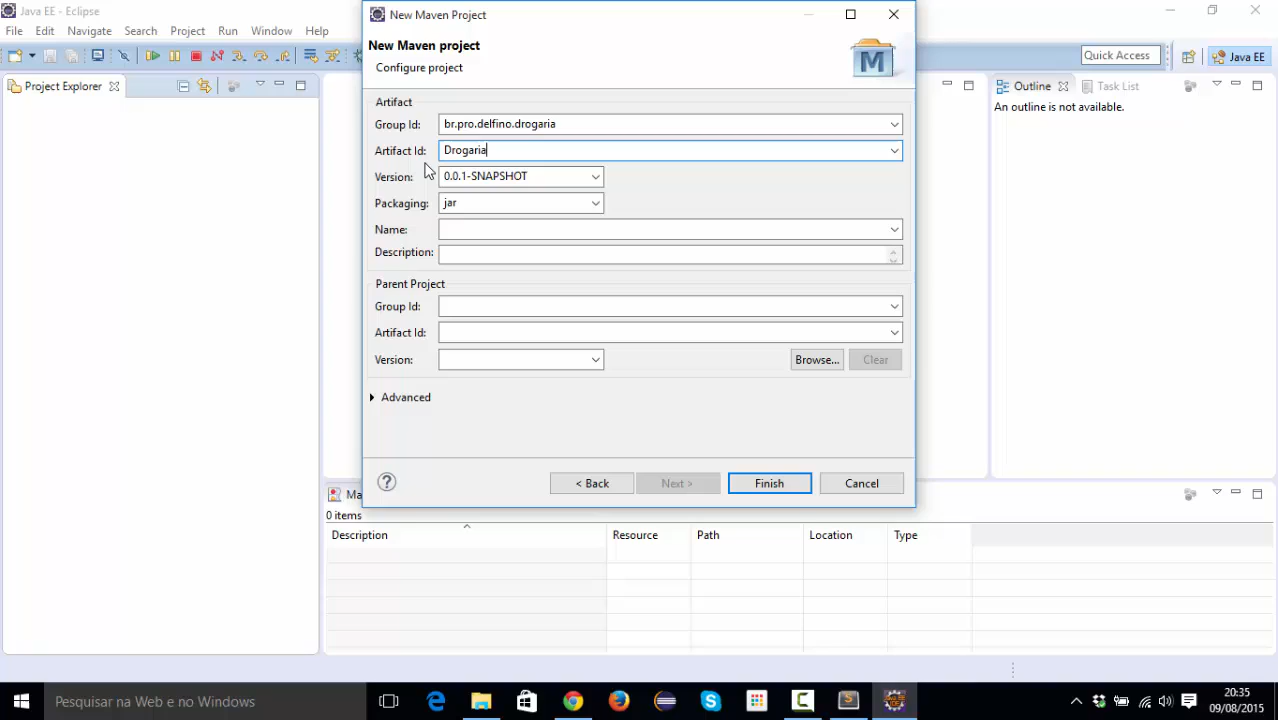 Java EE - Eclipse
New Maven Project
File Edit Navigate Search Project Run Window Help
New Maven project
Configure project
M
Quick Access
Java EE
Project Explorer
Outline
Task List
An outline is not available.
Artifact
Group Id: br.pro.delfino.drogaria
Artifact Id: Drogaria
Version: 0.0.1-SNAPSHOT
Packaging: jar
Name:
Description:
Parent Project
Group Id:
Artifact Id:
Version:
Browse... Clear
Advanced
? < Back Next > Finish Cancel
Ma
0 items
Description Resource Path Location Type
Pesquisar na Web e no Windows
20:35
09/08/2015